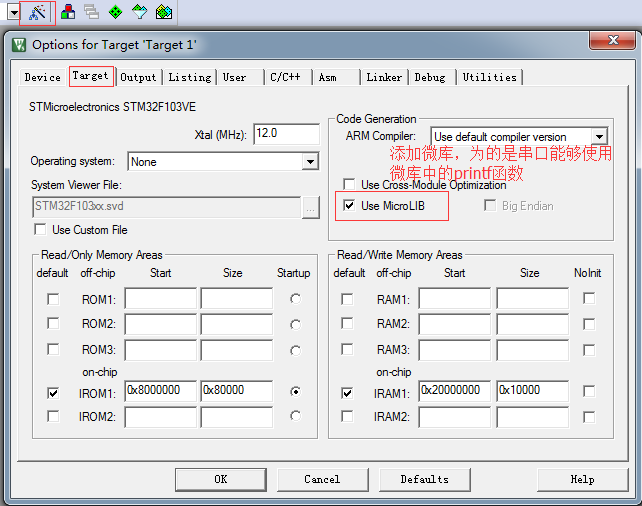 Options for Target 'Target 1'
Device Target Output Listing User C/C++ Asm Linker Debug Utilities
STMicroelectronics STM32F103VE
Xtal (MHz): 12.0
Operating system: None
System Viewer File:
STM32F103xx.svd ...
Use Custom File
Code Generation
ARM Compiler: Use default compiler version
添加微库，为的是串口能够使用
微库中的printf函数
Use Cross-Module Optimization
Use MicroLIB Big Endian
Read/Only Memory Areas
default off-chip Start Size Startup
ROM1:
ROM2:
ROM3:
on-chip
IROM1: 0x8000000 0x80000
IROM2:
Read/Write Memory Areas
default off-chip Start Size NoInit
RAM1:
RAM2:
RAM3:
on-chip
IRAM1: 0x20000000 0x10000
IRAM2:
OK Cancel Defaults Help